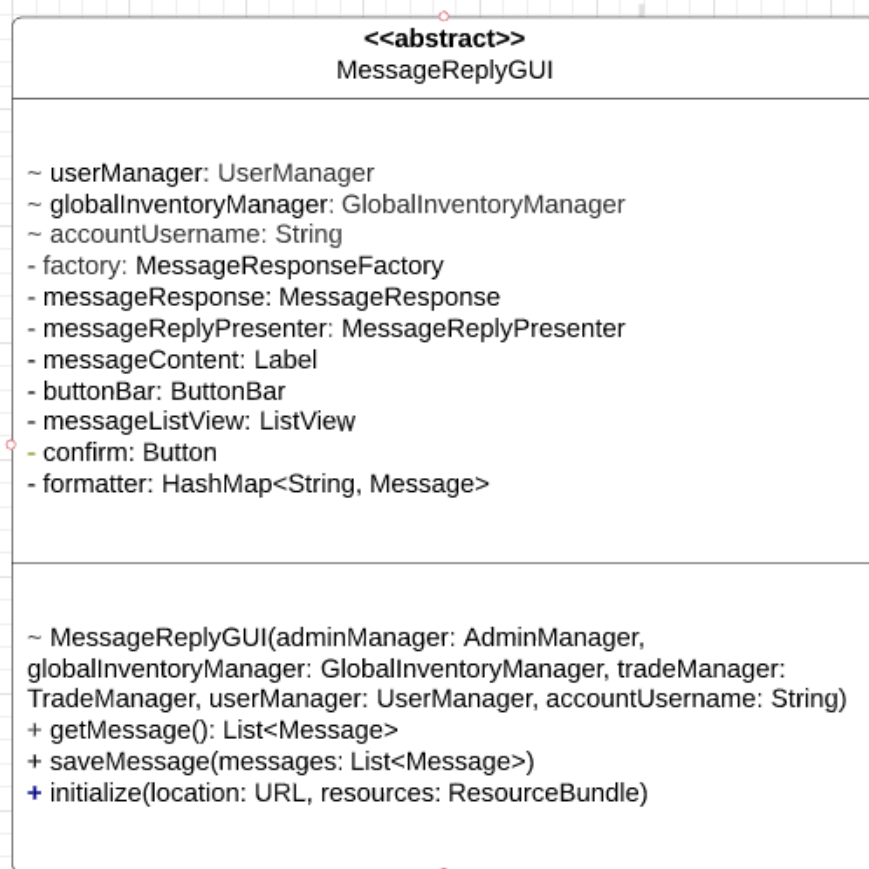 <<abstract>>
MessageReplyGUI
~ userManager: UserManager
~ globalInventoryManager: GlobalInventoryManager
~ accountUsername: String
- factory: MessageResponseFactory
- messageResponse: MessageResponse
- messageReplyPresenter: MessageReplyPresenter
- messageContent: Label
- buttonBar: ButtonBar
- messageListView: ListView
- confirm: Button
- formatter: HashMap<String, Message>
~ MessageReplyGUI(adminManager: AdminManager,
globalInventoryManager: GlobalInventoryManager, tradeManager:
TradeManager, userManager: UserManager, accountUsername: String)
+ getMessage(): List<Message>
+ saveMessage(messages: List<Message>)
+ initialize(location: URL, resources: ResourceBundle)